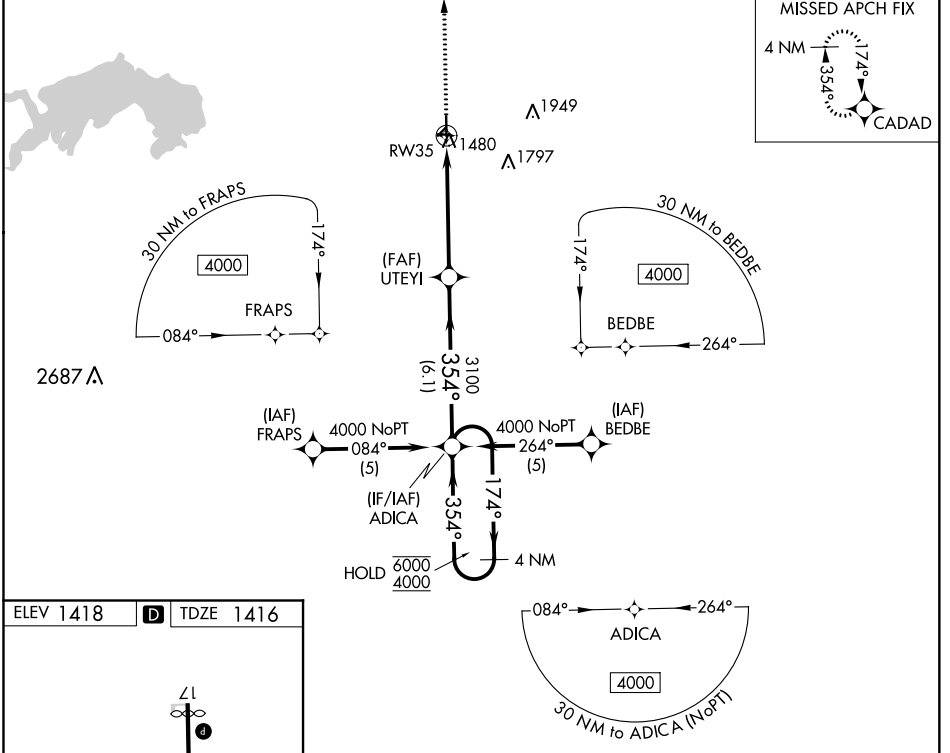 MISSED APCH FIX
4 NM
174°
354°
CADAD
1949
RW35
1480
1797
30 NM to FRAPS
174°
4000
FRAPS
084°
(FAF)
UTEYI
30 NM to BEDBE
174°
4000
BEDBE
264°
2687
3100
354°
(6.1)
(IAF)
FRAPS
4000 NoPT
084°
(5)
4000 NoPT
264°
(5)
(IAF)
BEDBE
(IF/IAF)
ADICA
354°
174°
HOLD 6000
4000
4 NM
ELEV 1418 D TDZE 1416
17
P
084°
264°
ADICA
4000
30 NM to ADICA (NoPT)